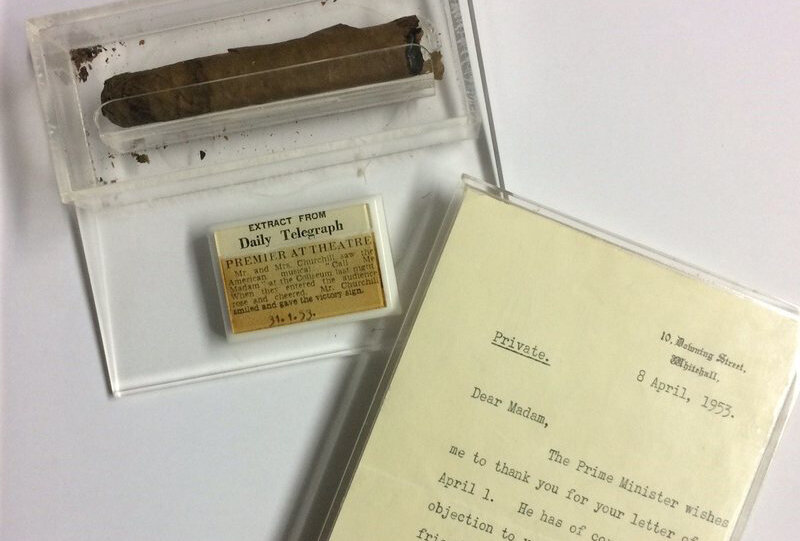 EXTRACT FROM
Daily Telegraph
PREMIER AT THEATRE
Mr. and Mrs. Churchill saw the
American musical "Call Me
Madam" at the Coliseum last night.
When they entered the audience
rose and cheered. Mr. Churchill
smiled and gave the victory sign.
31.1.53.
10, Downing Street,
Whitehall.
Private.
8 April, 1953.
Dear Madam,
The Prime Minister wishes
me to thank you for your letter of
April 1. He has of
objection to